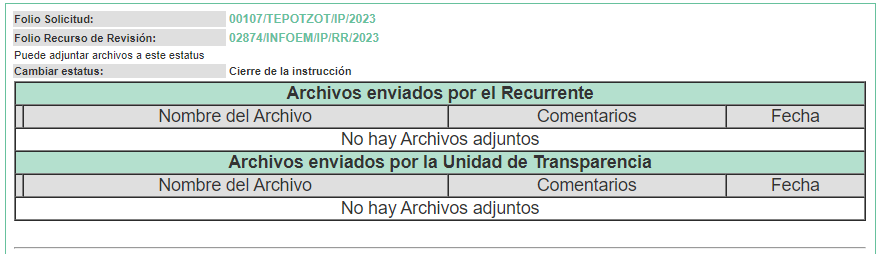 Folio Solicitud: 00107/TEPOTZOT/IP/2023
Folio Recurso de Revisión: 02874/INFOEM/IP/RR/2023
Puede adjuntar archivos a este estatus
Cambiar estatus: Cierre de la instrucción
Archivos enviados por el Recurrente
Nombre del Archivo Comentarios Fecha
No hay Archivos adjuntos
Archivos enviados por la Unidad de Transparencia
Nombre del Archivo Comentarios Fecha
No hay Archivos adjuntos